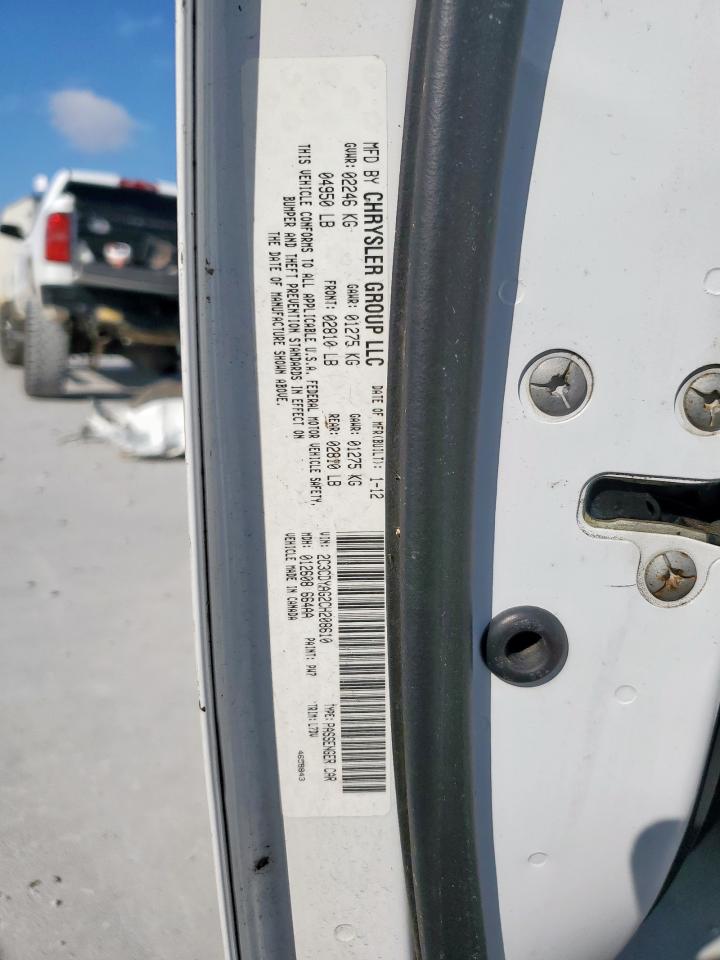 MFD BY CHRYSLER GROUP LLC DATE OF MFR(BUILT): 1-12
GVWR: 02246 KG GAWR: 01275 KG GAWR: 01275 KG
04950 LB FRONT: 02810 LB REAR: 02810 LB
THIS VEHICLE CONFORMS TO ALL APPLICABLE U.S.A. FEDERAL MOTOR VEHICLE SAFETY,
BUMPER AND THEFT PREVENTION STANDARDS IN EFFECT ON
THE DATE OF MANUFACTURE SHOWN ABOVE.
VIN: 2C3CDXAG2CH208610 TYPE: PASSENGER CAR
MDH: 012608 664AA PAINT: PW7 TRIM: L7DV
VEHICLE MADE IN CANADA 4658843